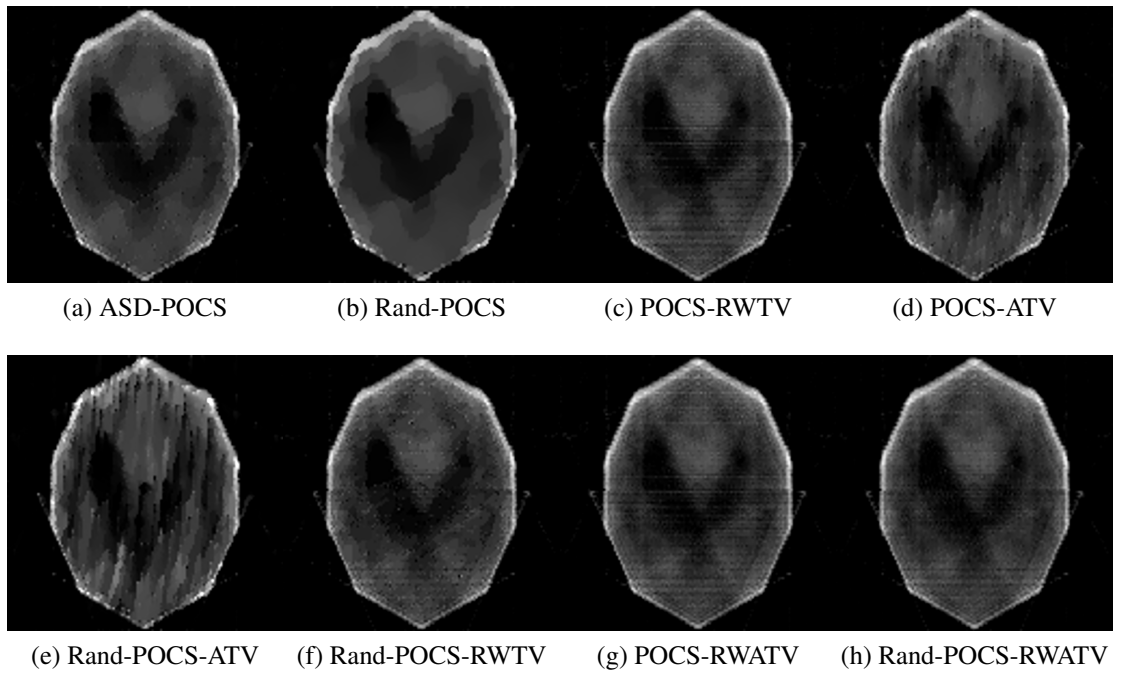 (a) ASD-POCS (b) Rand-POCS (c) POCS-RWTV (d) POCS-ATV
(e) Rand-POCS-ATV (f) Rand-POCS-RWTV (g) POCS-RWATV (h) Rand-POCS-RWATV